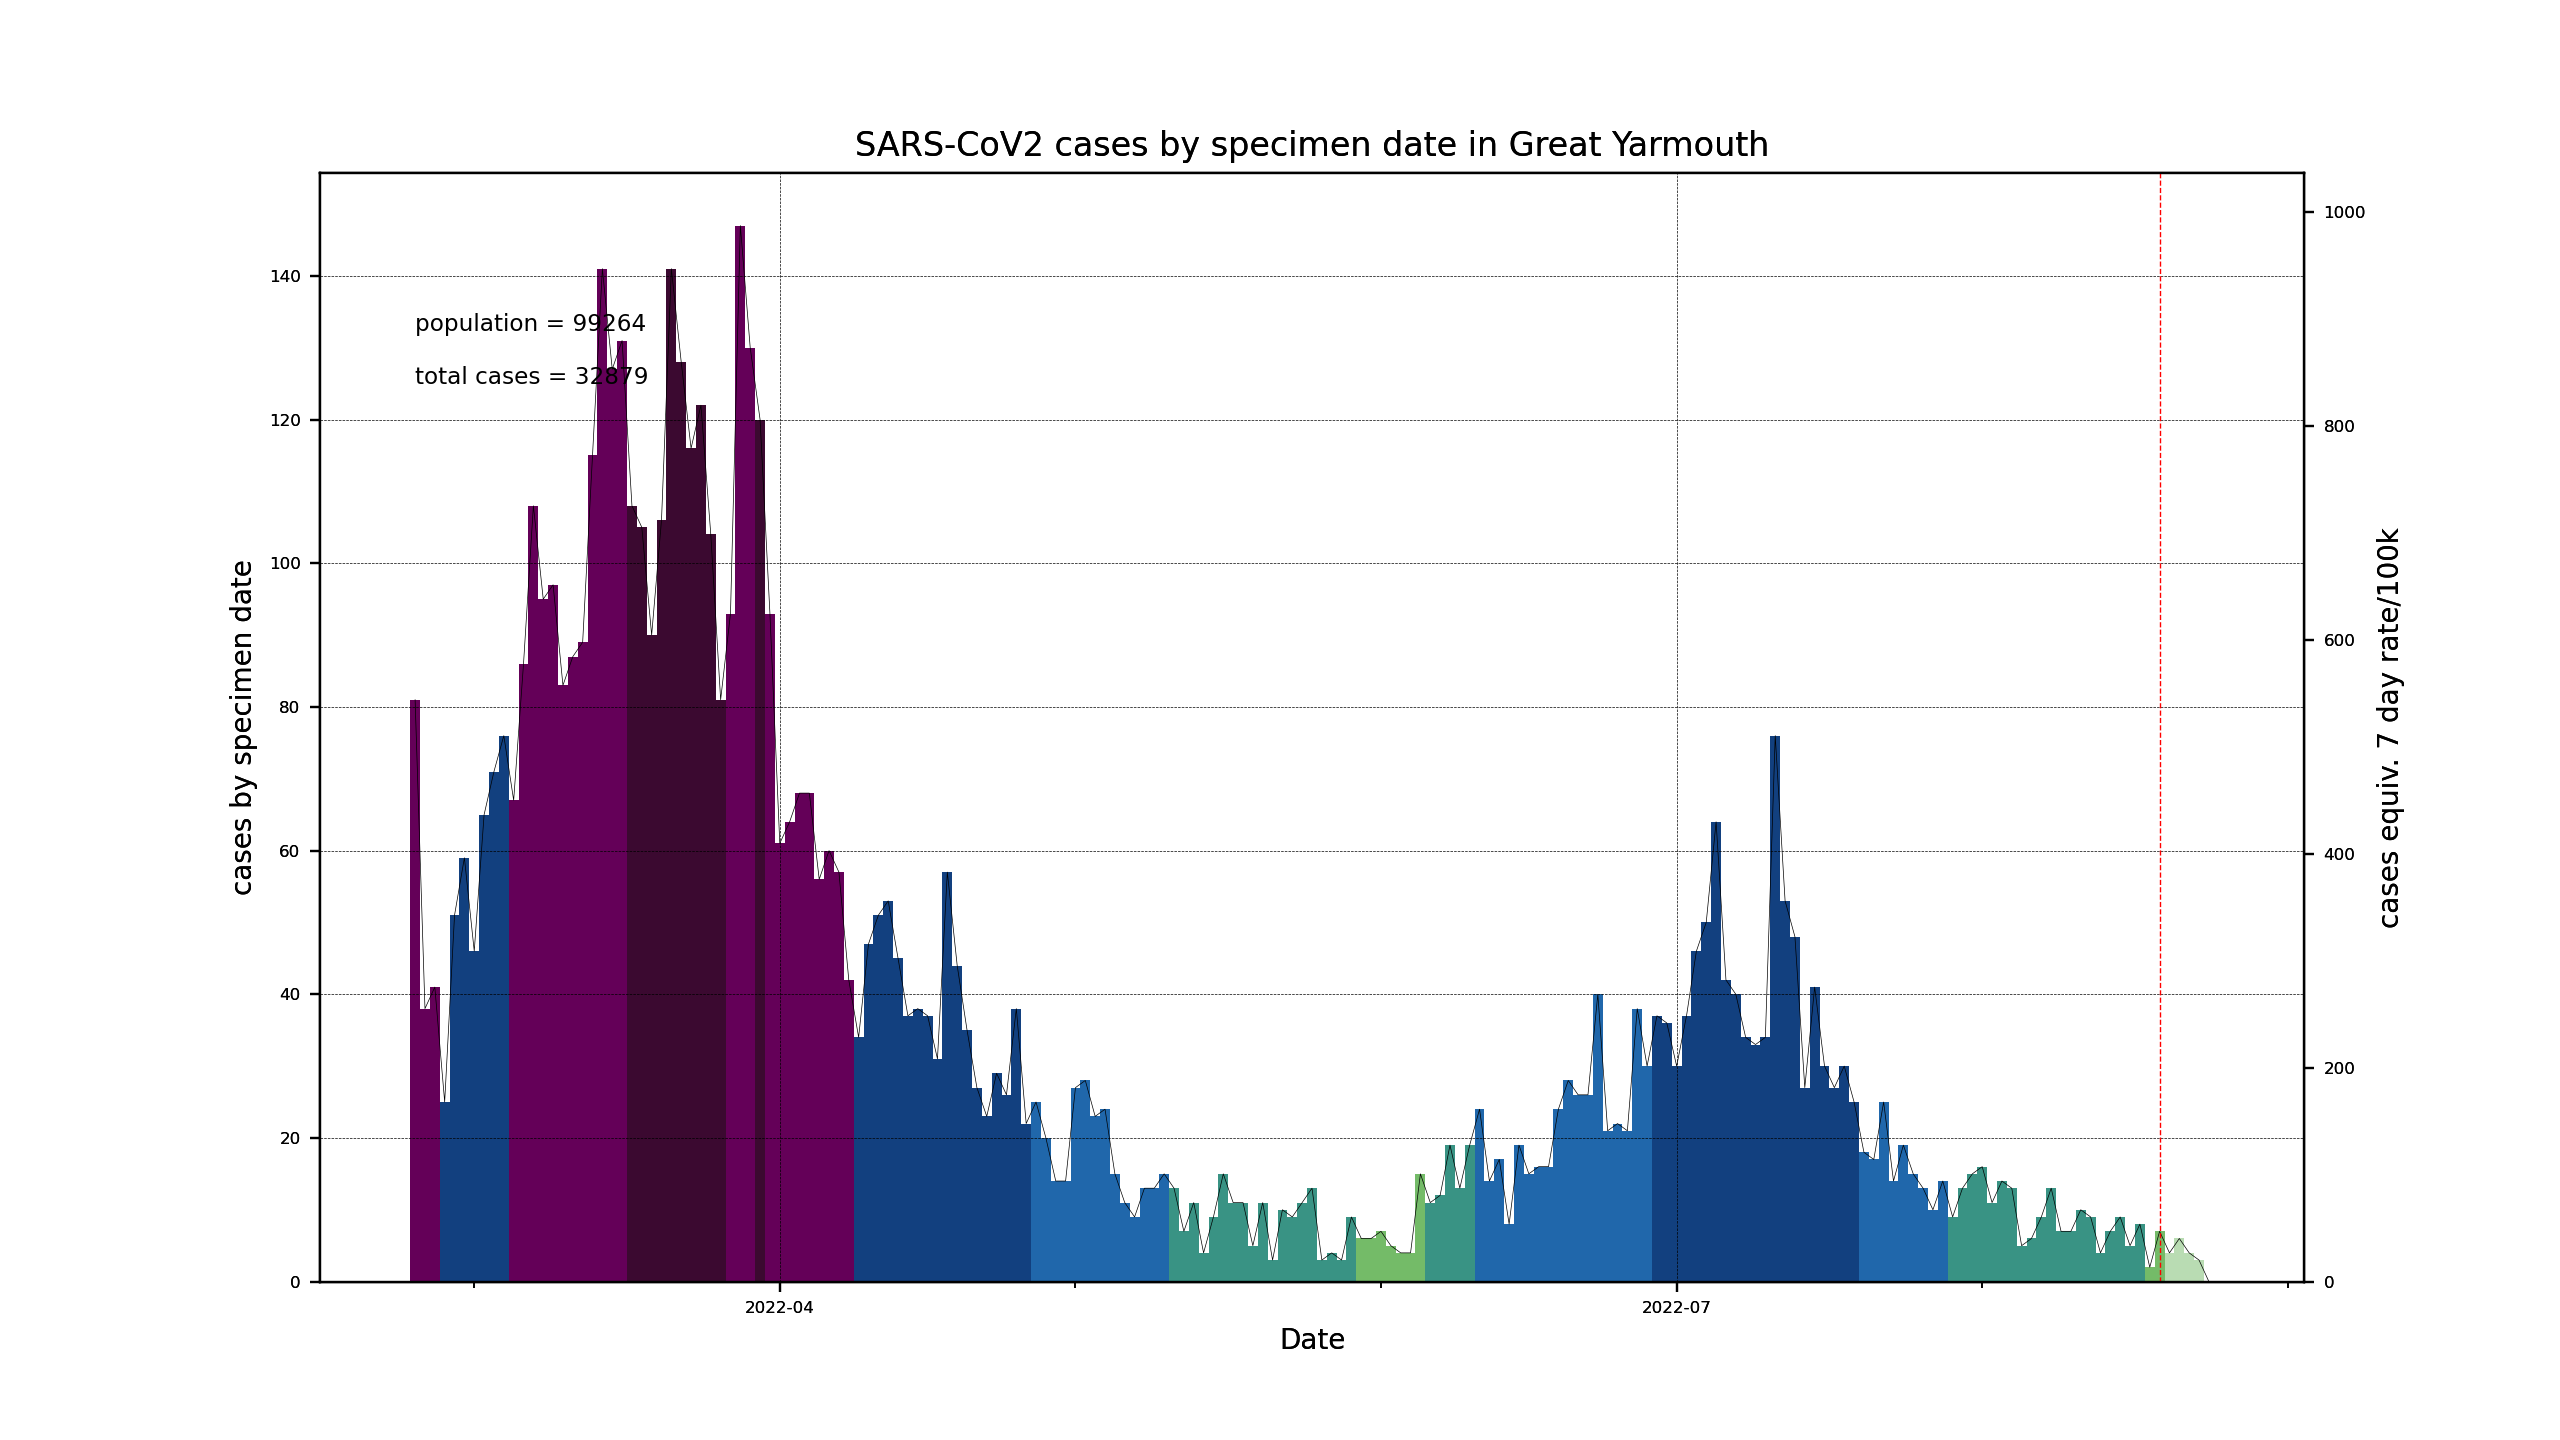 SARS-CoV2 cases by specimen date in Great Yarmouth
population = 99264
total cases = 32879
cases by specimen date
140
120
100
80
60
40
20
0
1000
800
600
400
200
0
cases equiv. 7 day rate/100k
2022-04
2022-07
Date